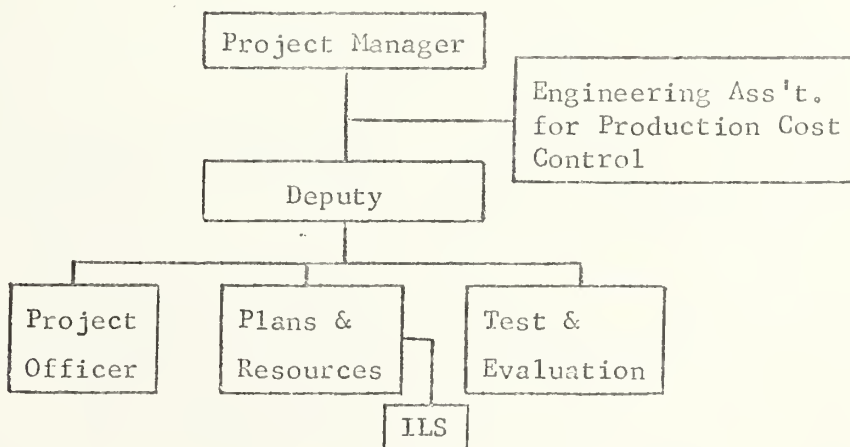 Project Manager
Engineering Ass't.
for Production Cost
Control
Deputy
Project
Officer
Plans &
Resources
Test &
Evaluation
ILS